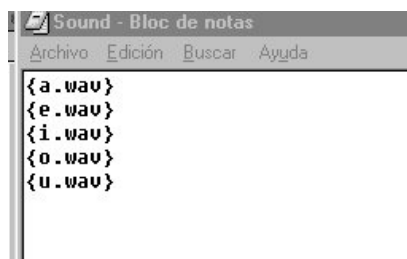 Sound - Bloc de notas
Archivo Edición Buscar Ayuda
{a.wav}
{e.wav}
{i.wav}
{o.wav}
{u.wav}